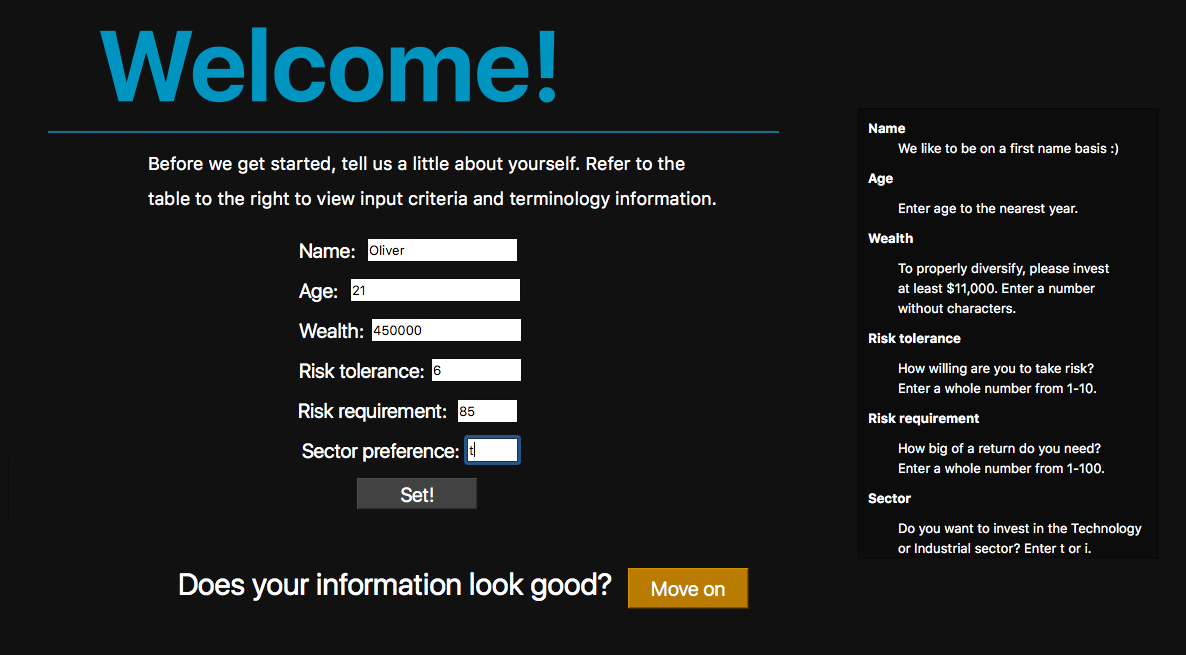 Welcome!
Before we get started, tell us a little about yourself. Refer to the
table to the right to view input criteria and terminology information.
Name: Oliver
Age: 21
Wealth: 450000
Risk tolerance: 6
Risk requirement: 85
Sector preference: t
Set!
Does your information look good? Move on
Name
We like to be on a first name basis :)
Age
Enter age to the nearest year.
Wealth
To properly diversify, please invest
at least $11,000. Enter a number
without characters.
Risk tolerance
How willing are you to take risk?
Enter a whole number from 1-10.
Risk requirement
How big of a return do you need?
Enter a whole number from 1-100.
Sector
Do you want to invest in the Technology
or Industrial sector? Enter t or i.